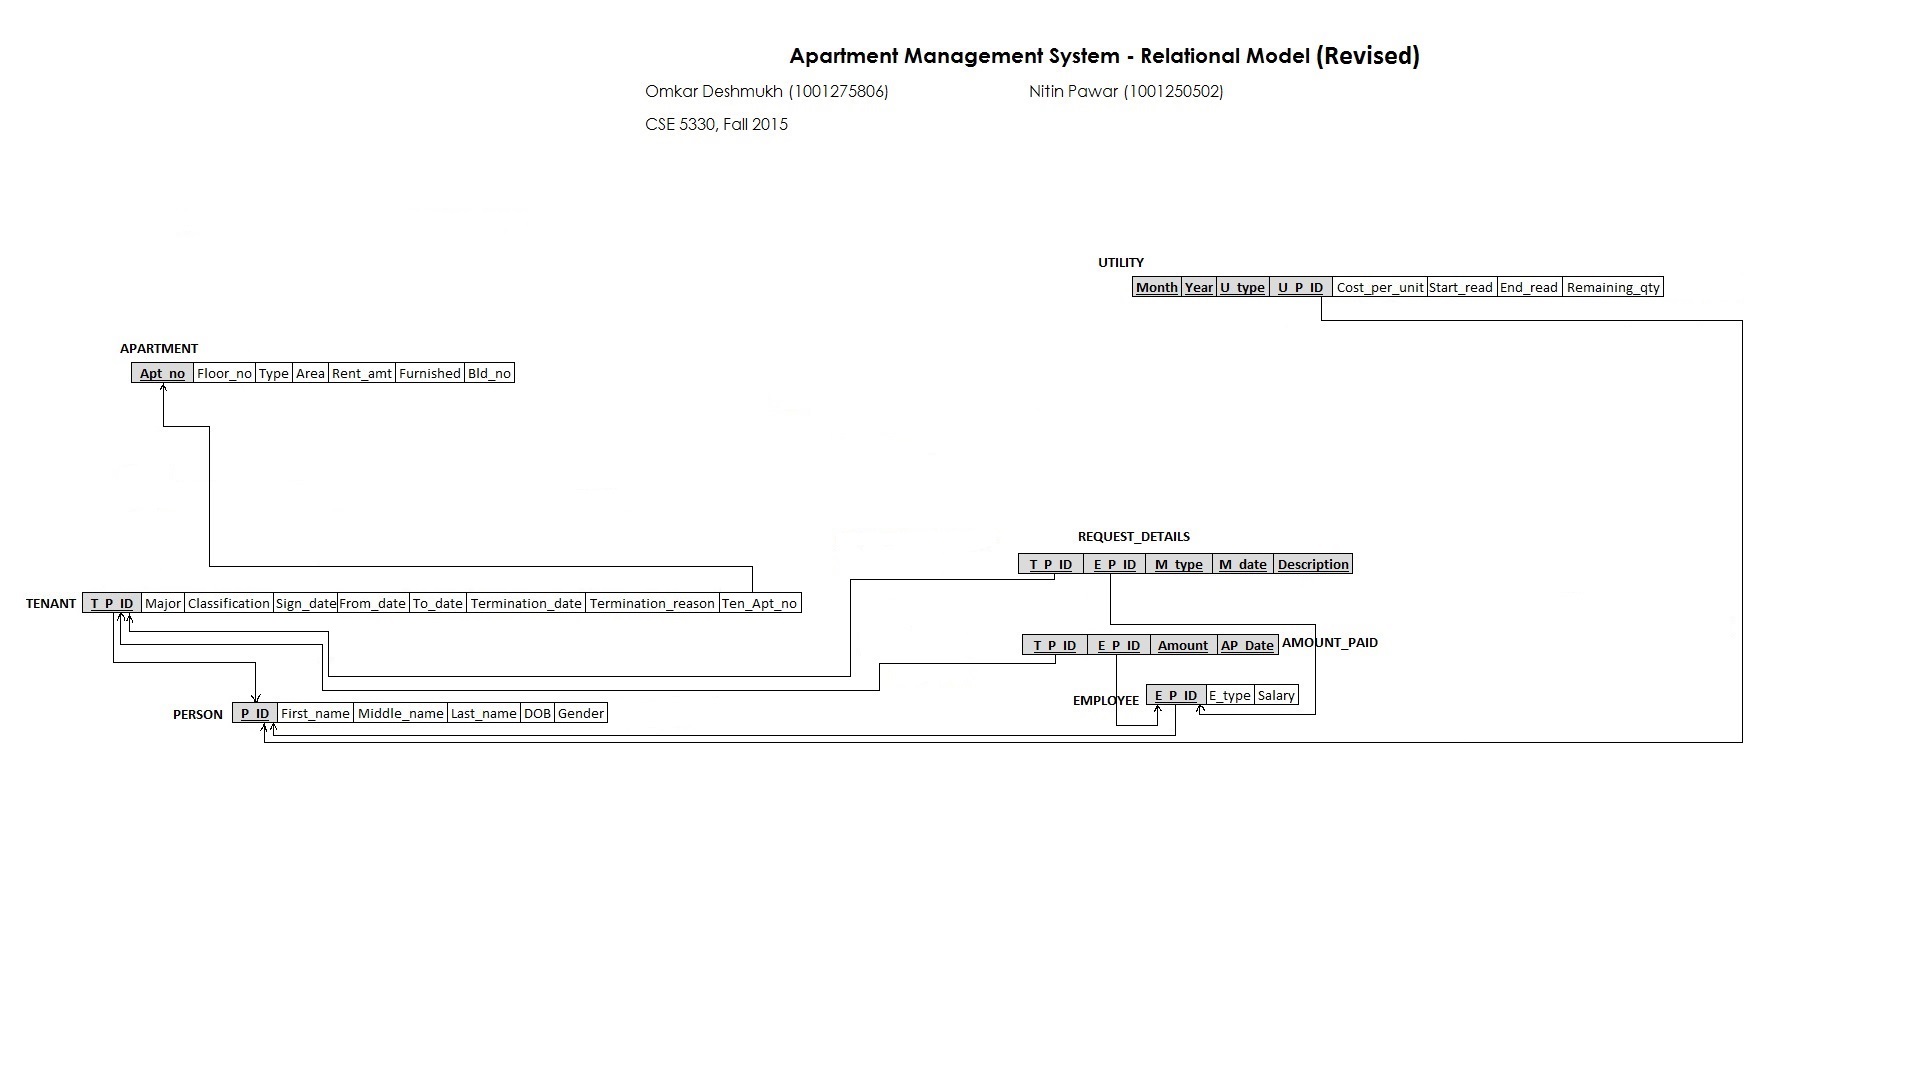 Apartment Management System - Relational Model (Revised)
Omkar Deshmukh (1001275806) Nitin Pawar (1001250502)
CSE 5330, Fall 2015
UTILITY
Month Year U_type U_P_ID Cost_per_unit Start_read End_read Remaining_qty
APARTMENT
Apt_no Floor_no Type Area Rent_amt Furnished Bld_no
REQUEST_DETAILS
T_P_ID E_P_ID M_type M_date Description
TENANT T_P_ID Major Classification Sign_date From_date To_date Termination_date Termination_reason Ten_Apt_no
T_P_ID E_P_ID Amount AP_Date AMOUNT_PAID
EMPLOYEE E_P_ID E_type Salary
PERSON P_ID First_name Middle_name Last_name DOB Gender